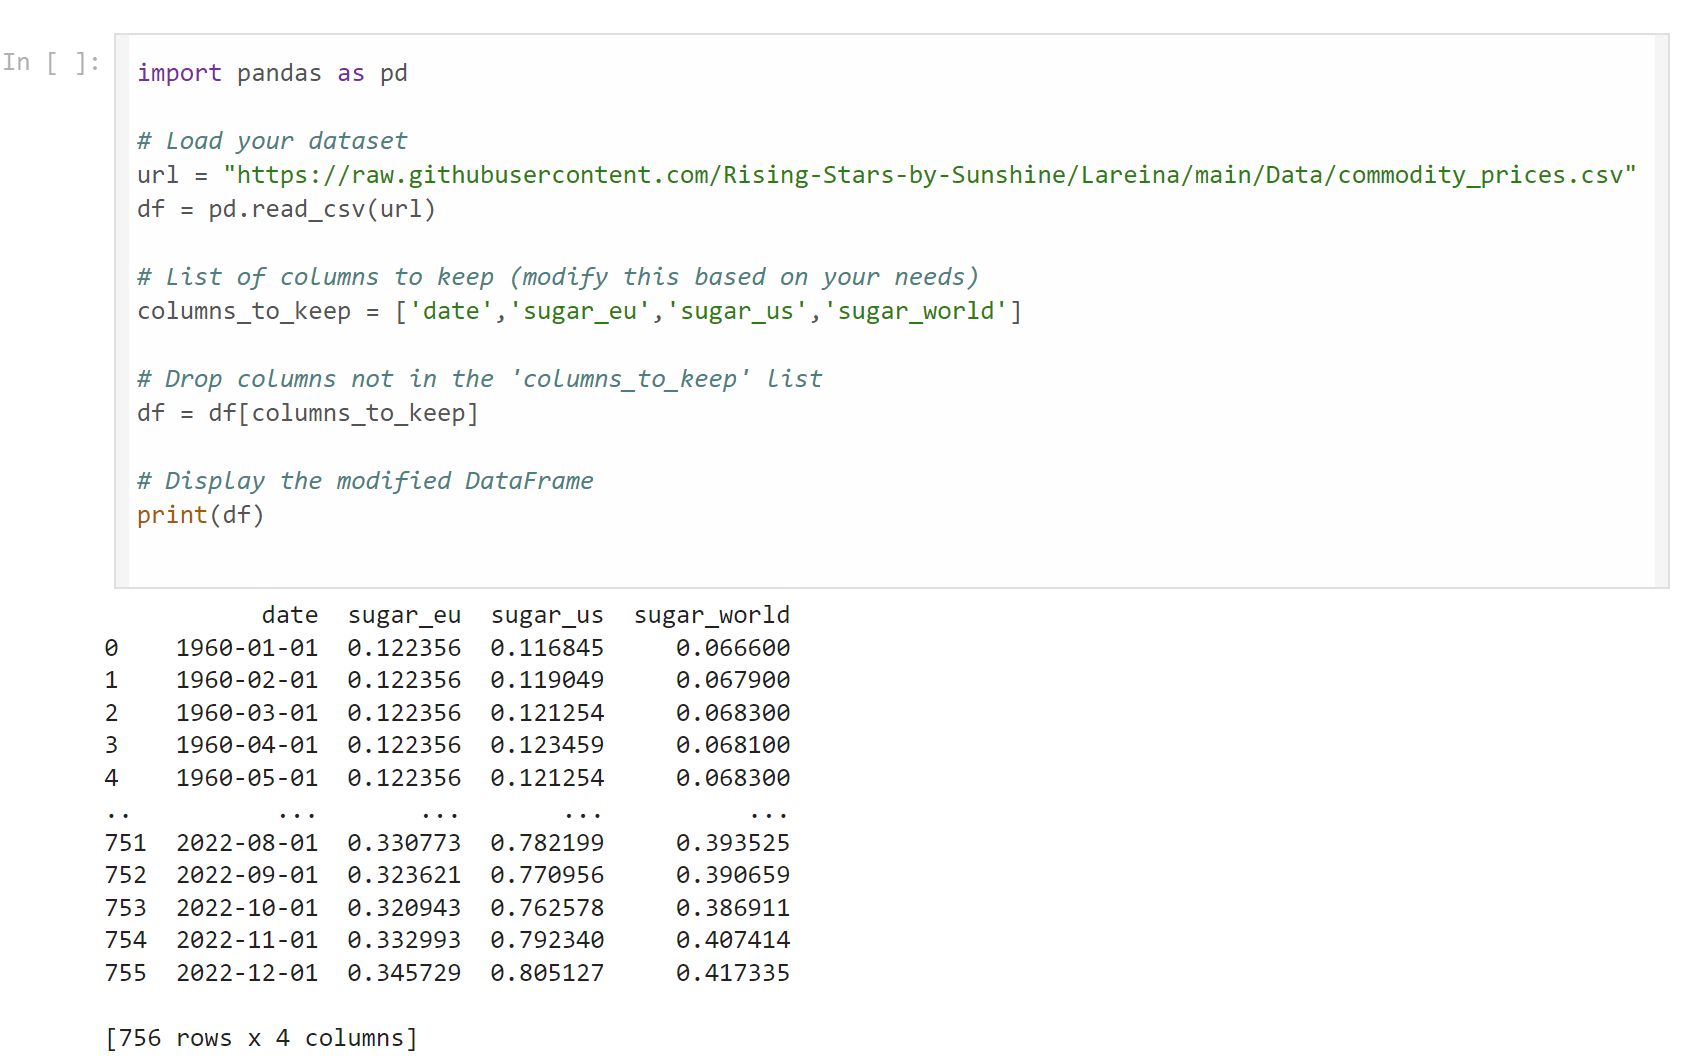 In [ ]:
import pandas as pd
# Load your dataset
url = "https://raw.githubusercontent.com/Rising-Stars-by-Sunshine/Lareina/main/Data/commodity_prices.csv"
df = pd.read_csv(url)
# List of columns to keep (modify this based on your needs)
columns_to_keep = ['date','sugar_eu','sugar_us','sugar_world']
# Drop columns not in the 'columns_to_keep' list
df = df[columns_to_keep]
# Display the modified DataFrame
print(df)
date sugar_eu sugar_us sugar_world
0 1960-01-01 0.122356 0.116845 0.066600
1 1960-02-01 0.122356 0.119049 0.067900
2 1960-03-01 0.122356 0.121254 0.068300
3 1960-04-01 0.122356 0.123459 0.068100
4 1960-05-01 0.122356 0.121254 0.068300
.. ... ... ... ...
751 2022-08-01 0.330773 0.782199 0.393525
752 2022-09-01 0.323621 0.770956 0.390659
753 2022-10-01 0.320943 0.762578 0.386911
754 2022-11-01 0.332993 0.792340 0.407414
755 2022-12-01 0.345729 0.805127 0.417335
[756 rows x 4 columns]